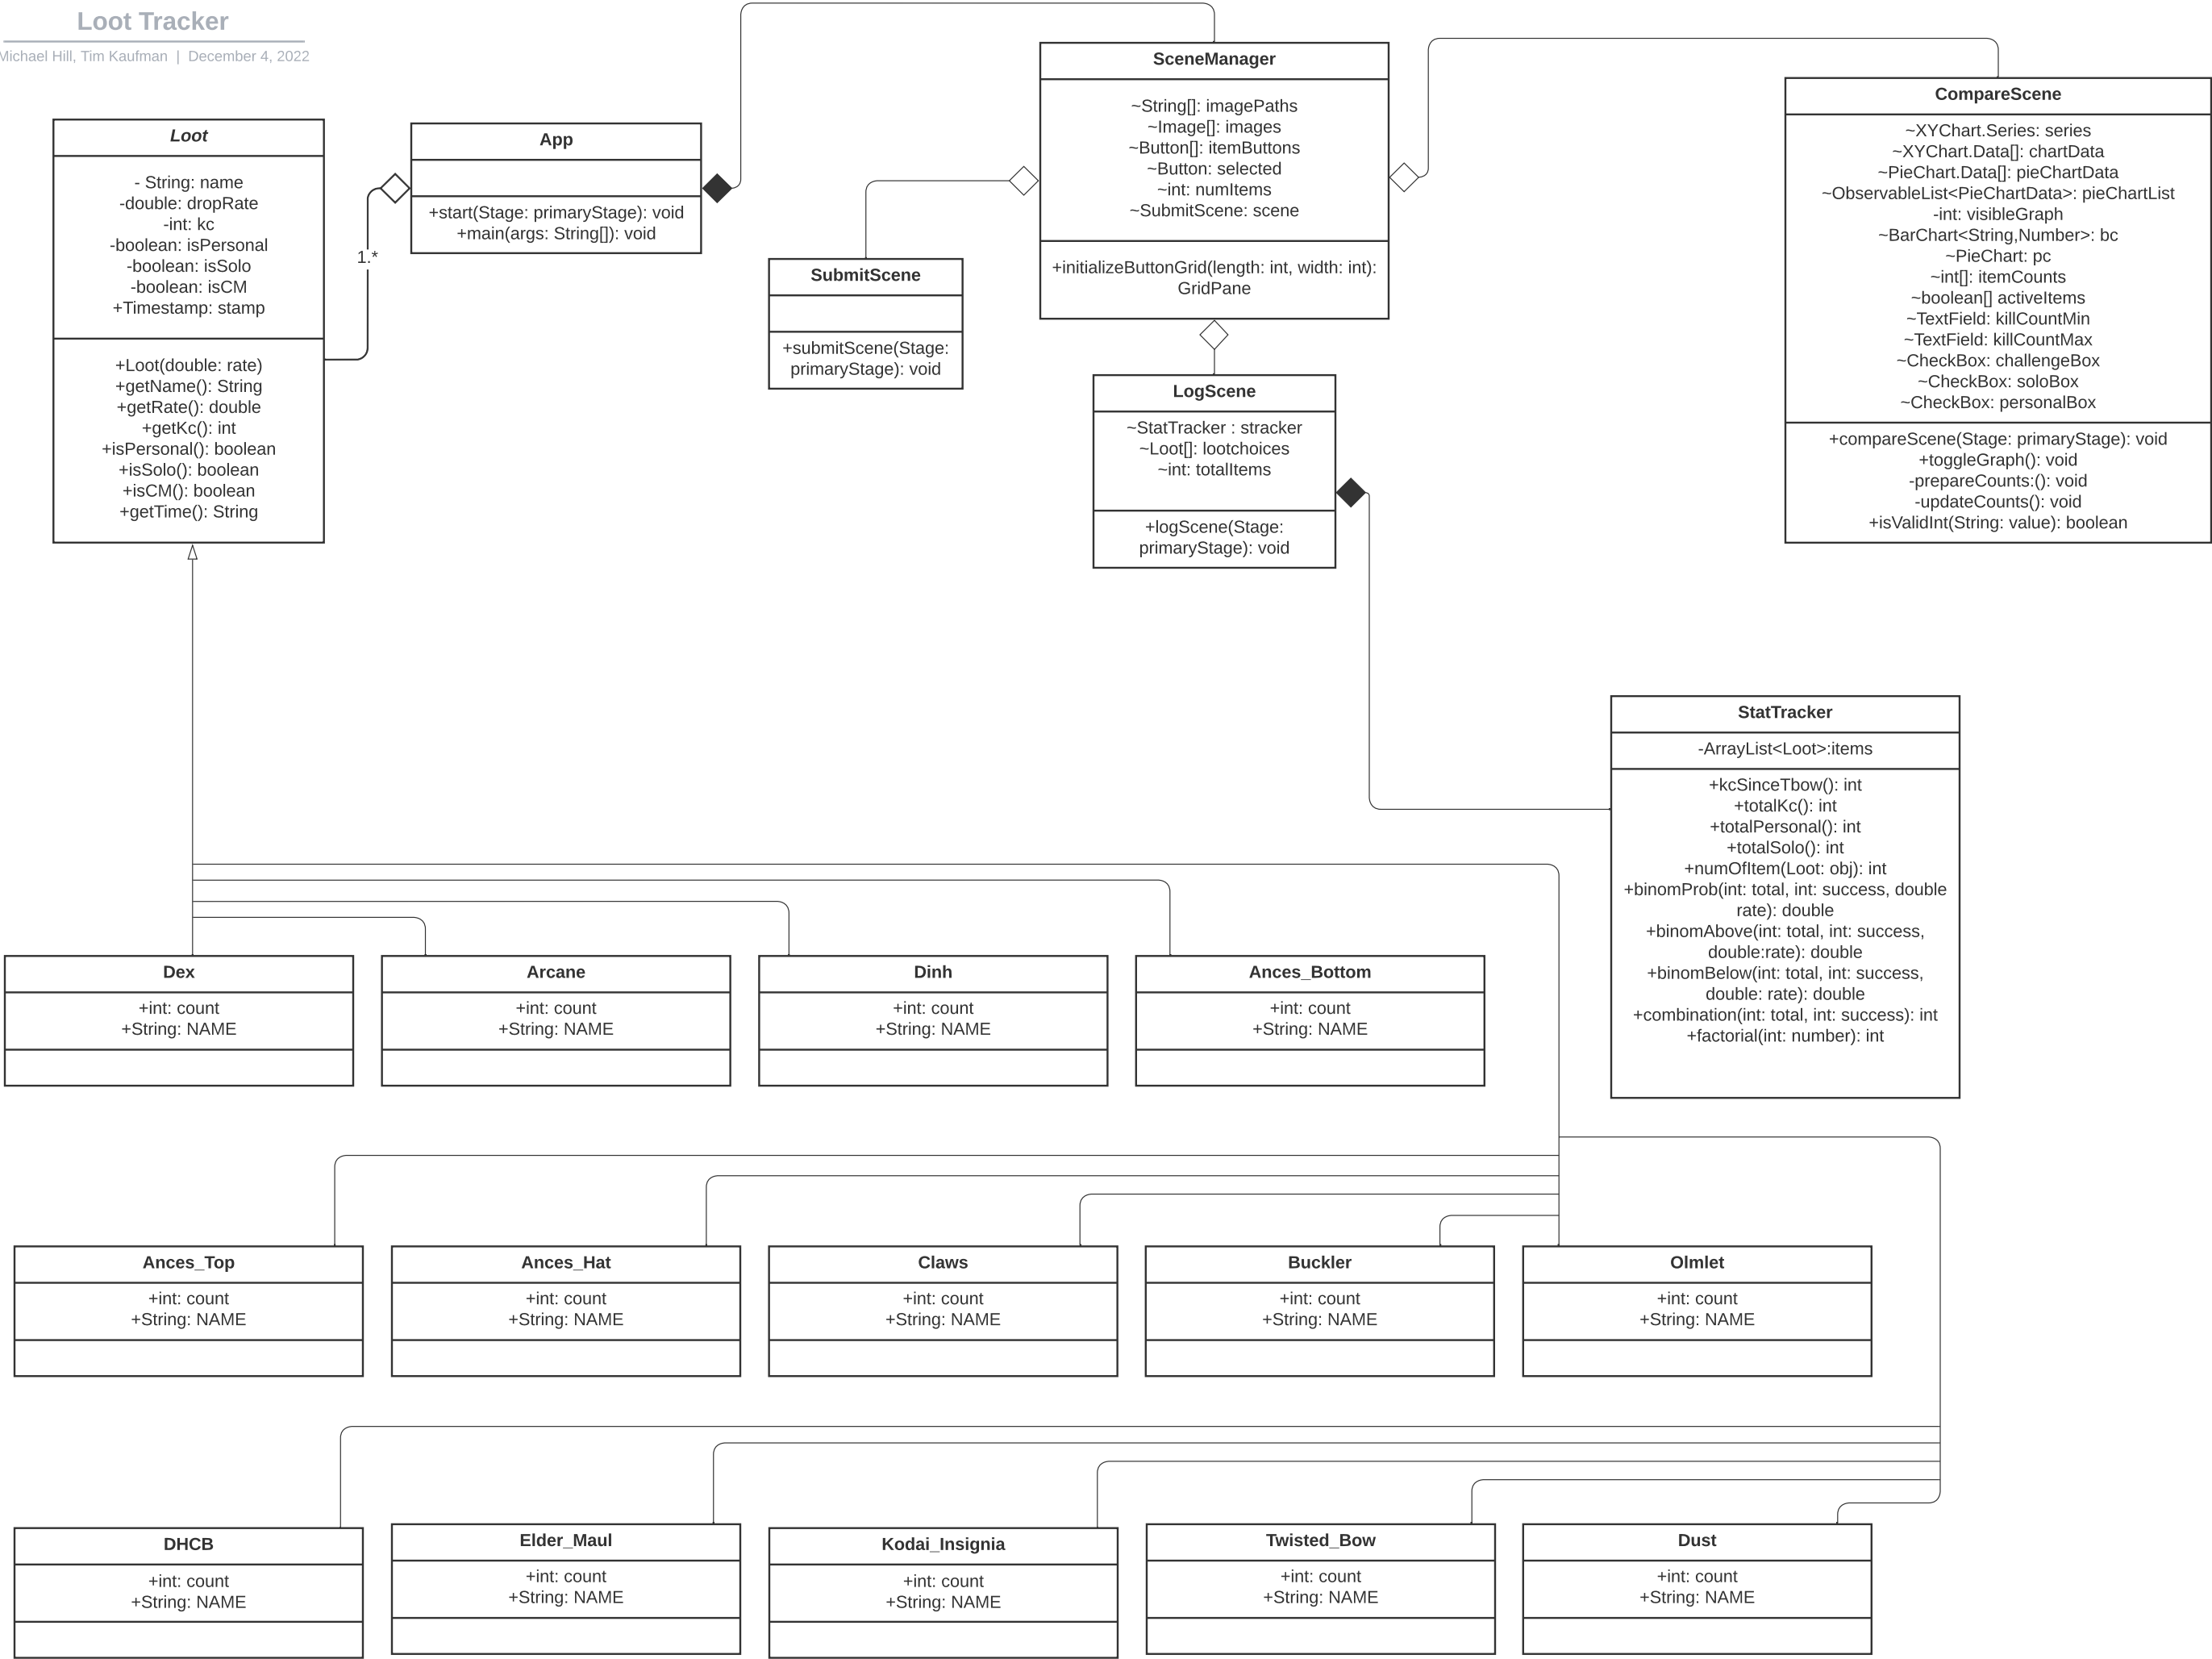 Loot Tracker
Michael Hill, Tim Kaufman | December 4, 2022
Loot
- String: name
-double: dropRate
-int: kc
-boolean: isPersonal
-boolean: isSolo
-boolean: isCM
+Timestamp: stamp
+Loot(double: rate)
+getName(): String
+getRate(): double
+getKc(): int
+isPersonal(): boolean
+isSolo(): boolean
+isCM(): boolean
+getTime(): String
1.*
App
+start(Stage: primaryStage): void
+main(args: String[]): void
SceneManager
~String[]: imagePaths
~Image[]: images
~Button[]: itemButtons
~Button: selected
~int: numItems
~SubmitScene: scene
+initializeButtonGrid(length: int, width: int):
GridPane
SubmitScene
+submitScene(Stage:
primaryStage): void
LogScene
~StatTracker : stracker
~Loot[]: lootchoices
~int: totalItems
+logScene(Stage:
primaryStage): void
CompareScene
~XYChart.Series: series
~XYChart.Data[]: chartData
~PieChart.Data[]: pieChartData
~ObservableList<PieChartData>: pieChartList
-int: visibleGraph
~BarChart<String,Number>: bc
~PieChart: pc
~int[]: itemCounts
~boolean[] activeItems
~TextField: killCountMin
~TextField: killCountMax
~CheckBox: challengeBox
~CheckBox: soloBox
~CheckBox: personalBox
+compareScene(Stage: primaryStage): void
+toggleGraph(): void
-prepareCounts:(): void
-updateCounts(): void
+isValidInt(String: value): boolean
StatTracker
-ArrayList<Loot>:items
+kcSinceTbow(): int
+totalKc(): int
+totalPersonal(): int
+totalSolo(): int
+numOfItem(Loot: obj): int
+binomProb(int: total, int: success, double
rate): double
+binomAbove(int: total, int: success,
double:rate): double
+binomBelow(int: total, int: success,
double: rate): double
+combination(int: total, int: success): int
+factorial(int: number): int
Dex
+int: count
+String: NAME
Arcane
+int: count
+String: NAME
Dinh
+int: count
+String: NAME
Ances_Bottom
+int: count
+String: NAME
Ances_Top
+int: count
+String: NAME
Ances_Hat
+int: count
+String: NAME
Claws
+int: count
+String: NAME
Buckler
+int: count
+String: NAME
Olmlet
+int: count
+String: NAME
DHCB
+int: count
+String: NAME
Elder_Maul
+int: count
+String: NAME
Kodai_Insignia
+int: count
+String: NAME
Twisted_Bow
+int: count
+String: NAME
Dust
+int: count
+String: NAME